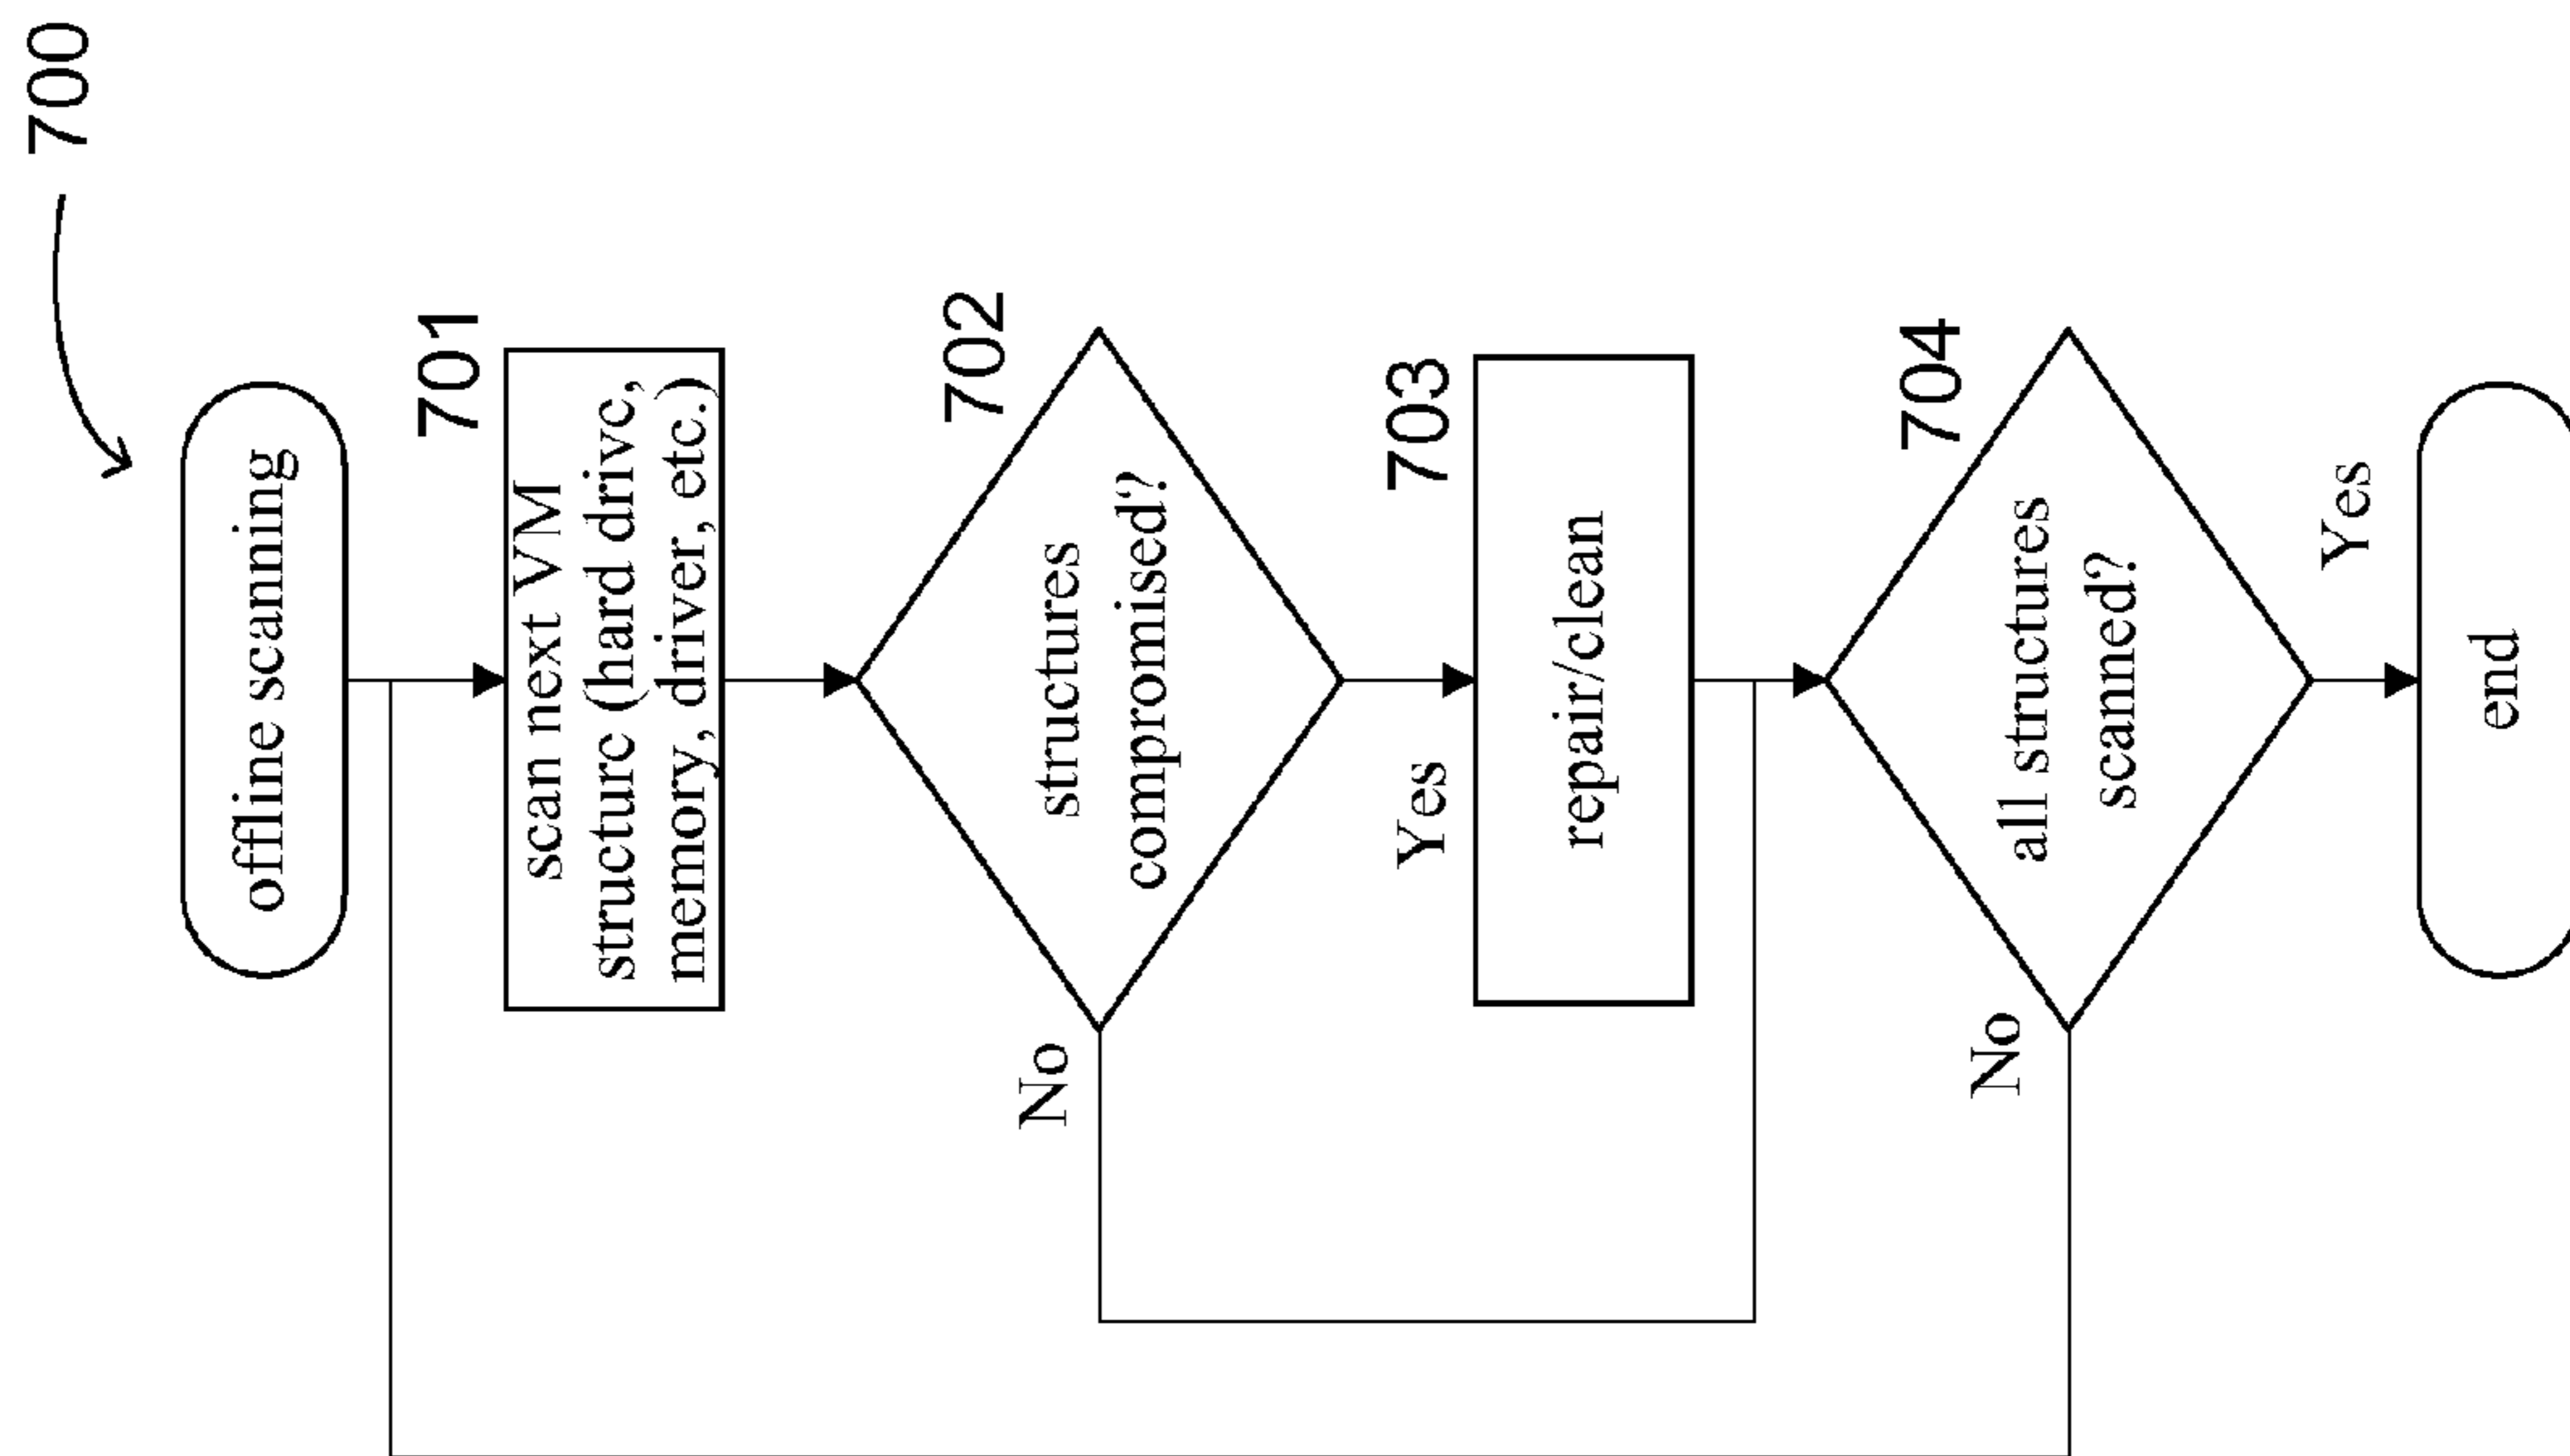 700
offline scanning
701
scan next VM
structure (hard drive,
memory, driver, etc.)
702
structures
compromised?
No
Yes
703
repair/clean
704
all structures
scanned?
No
Yes
end